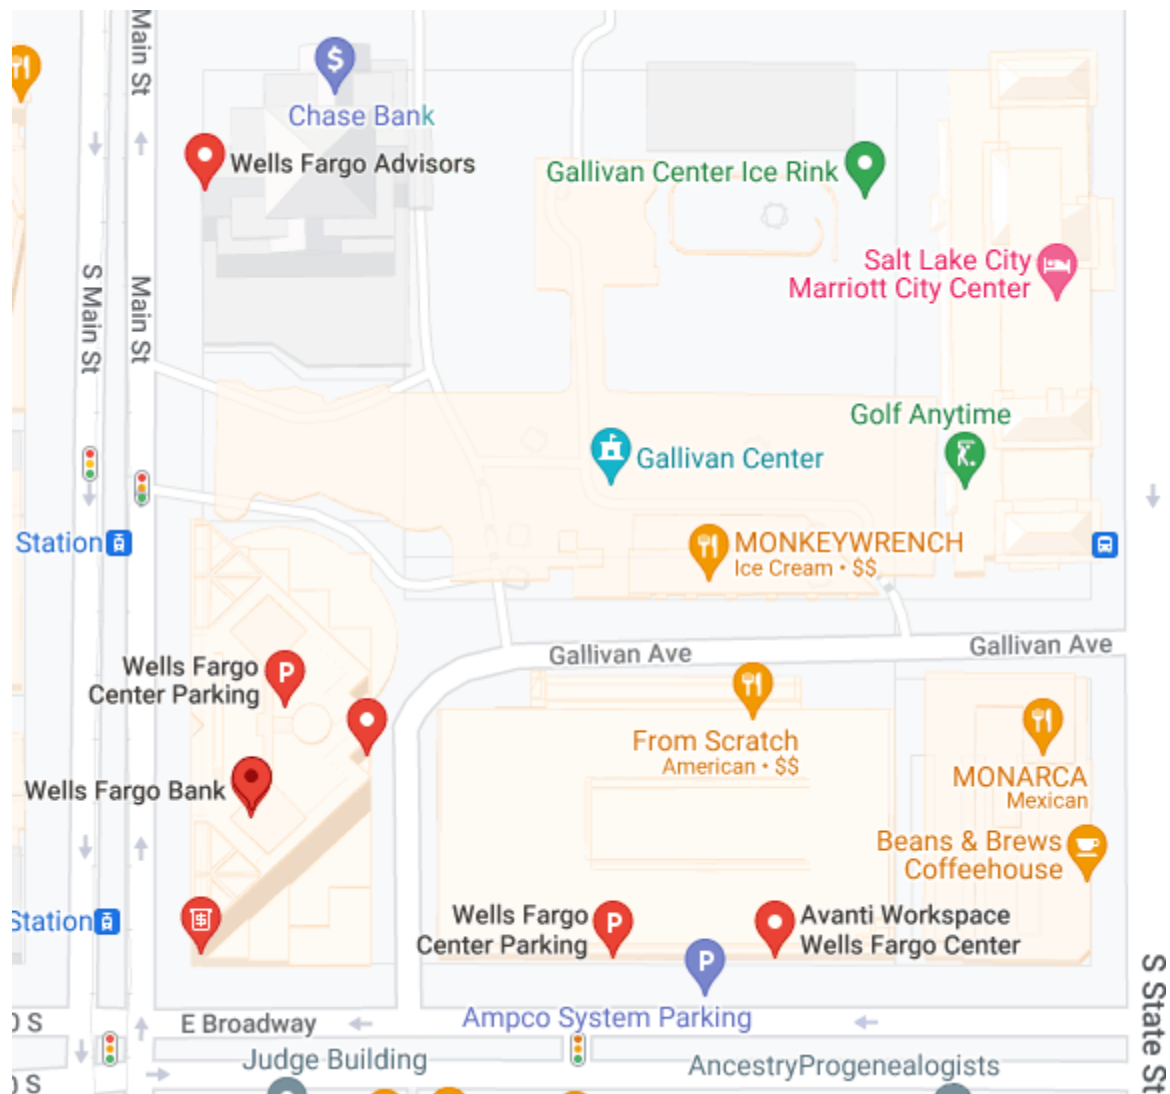 Main St
Chase Bank
Wells Fargo Advisors
Gallivan Center Ice Rink
Salt Lake City
Marriott City Center
S Main St
Main St
Golf Anytime
Gallivan Center
Station
MONKEYWRENCH
Ice Cream • $$
Gallivan Ave
Gallivan Ave
Wells Fargo
Center Parking
P
From Scratch
American • $$
MONARCA
Mexican
Wells Fargo Bank
Beans & Brews
Coffeehouse
Station
Wells Fargo
Center Parking
P
Avanti Workspace
Wells Fargo Center
P
Ampco System Parking
S State St
0 S
E Broadway
Judge Building
AncestryProgenealogists
0 S